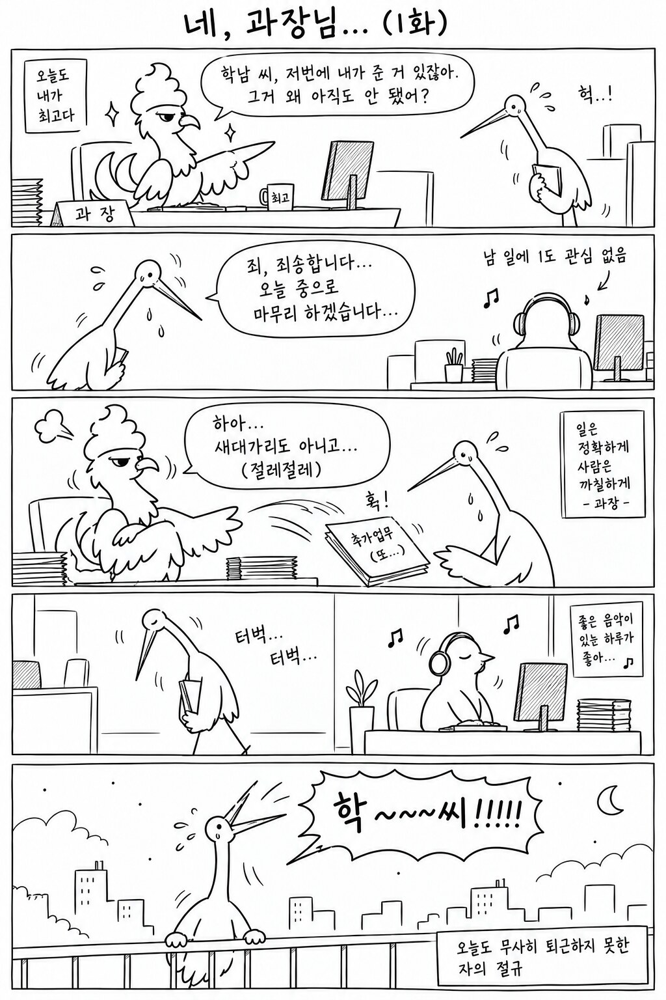 네, 과장님... (1화)
오늘도
내가
최고다
학남 씨, 저번에 내가 준 거 있잖아.
그거 왜 아직도 안 됐어?
헉..!
최고
과장
죄, 죄송합니다...
오늘 중으로
마무리 하겠습니다...
남 일에 1도 관심 없음
하아...
새대가리도 아니고...
(절레절레)
일은
정확하게
사람은
까칠하게
- 과장 -
획!
추가업무
(또...)
터벅...
터벅...
좋은 음악이
있는 하루가
좋아...
학~~~씨!!!!!
오늘도 무사히 퇴근하지 못한
자의 절규